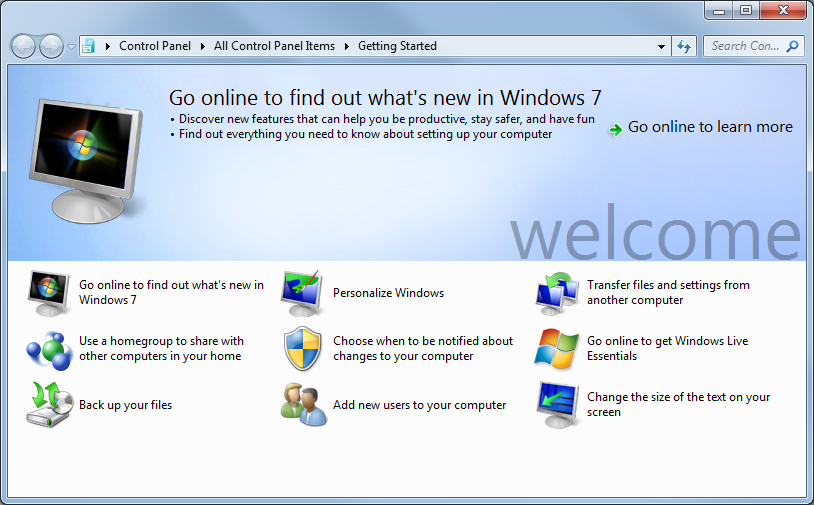 Control Panel All Control Panel Items Getting Started Search Con...
Go online to find out what's new in Windows 7
• Discover new features that can help you be productive, stay safer, and have fun
• Find out everything you need to know about setting up your computer
Go online to learn more
welcome
Go online to find out what's new in
Windows 7
Personalize Windows
Transfer files and settings from
another computer
Use a homegroup to share with
other computers in your home
Choose when to be notified about
changes to your computer
Go online to get Windows Live
Essentials
Back up your files
Add new users to your computer
Change the size of the text on your
screen